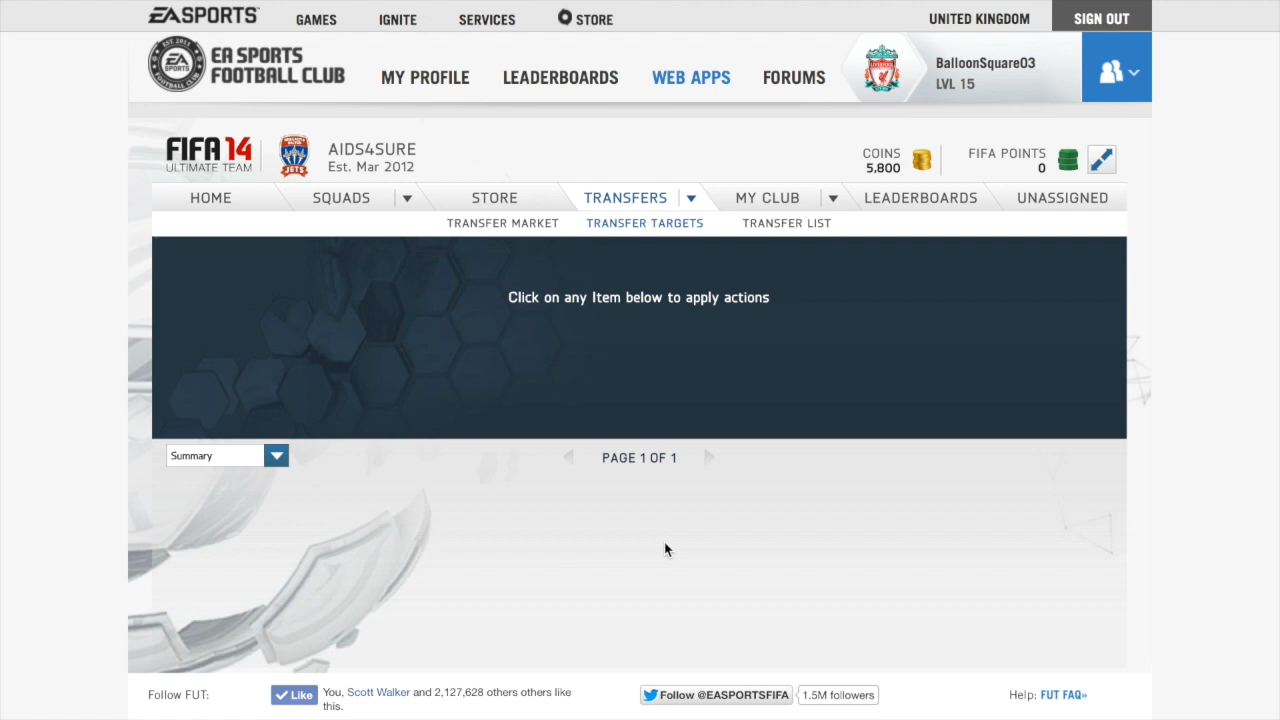 EA SPORTS
GAMES
IGNITE
SERVICES
STORE
UNITED KINGDOM
SIGN OUT
EA SPORTS
FOOTBALL CLUB
MY PROFILE
LEADERBOARDS
WEB APPS
FORUMS
BalloonSquare03
LVL 15
FIFA 14
ULTIMATE TEAM
JETS
AIDS4SURE
Est. Mar 2012
COINS
5,800
FIFA POINTS
0
HOME
SQUADS
STORE
TRANSFERS
MY CLUB
LEADERBOARDS
UNASSIGNED
TRANSFER MARKET
TRANSFER TARGETS
TRANSFER LIST
Click on any Item below to apply actions
Summary
PAGE 1 OF 1
Follow FUT:
Like
You, Scott Walker and 2,127,628 others others like
this.
Follow @EASPORTSFIFA
1.5M followers
Help: FUT FAQ»